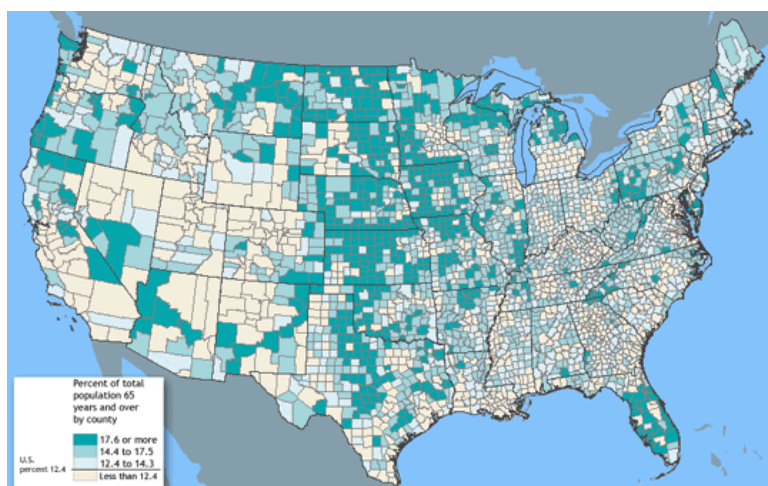 Percent of total
population 65
years and over
by county
17.6 or more
14.4 to 17.5
12.4 to 14.3
U.S.
percent 12.4
Less than 12.4